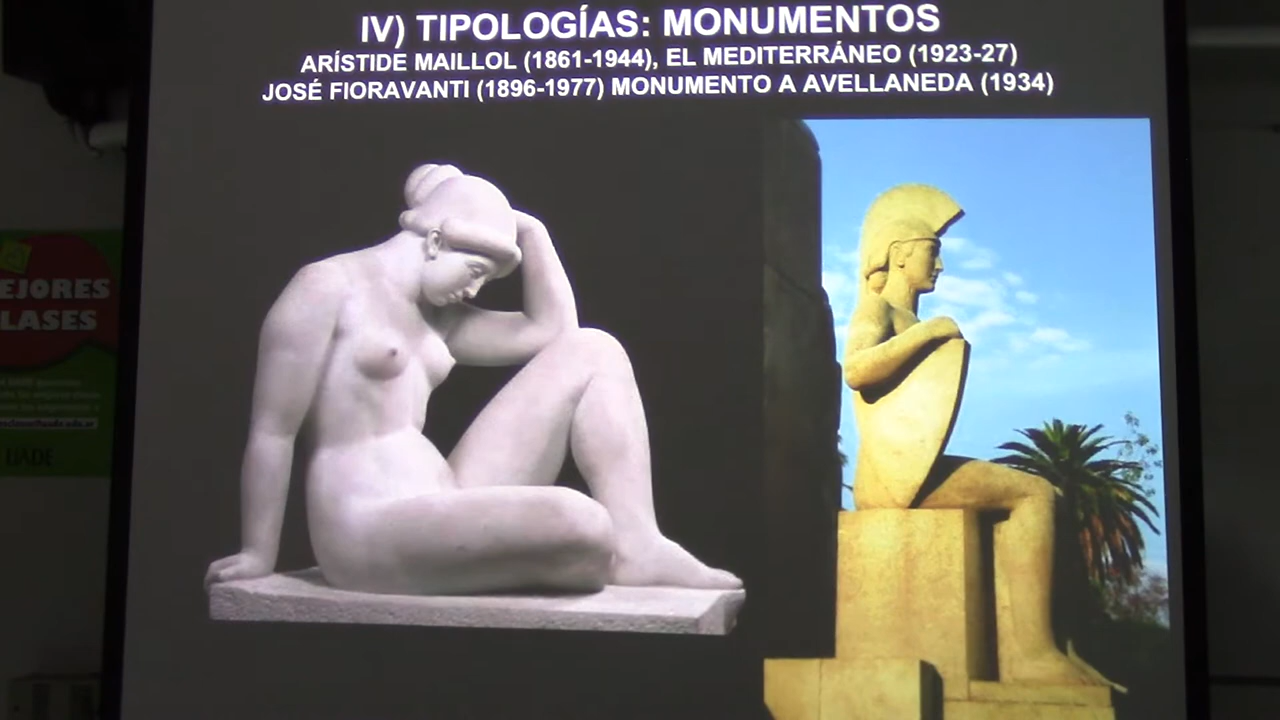 IV) TIPOLOGÍAS: MONUMENTOS
ARÍSTIDE MAILLOL (1861-1944), EL MEDITERRÁNEO (1923-27)
JOSÉ FIORAVANTI (1896-1977) MONUMENTO A AVELLANEDA (1934)
EJORES
LASES
UADE